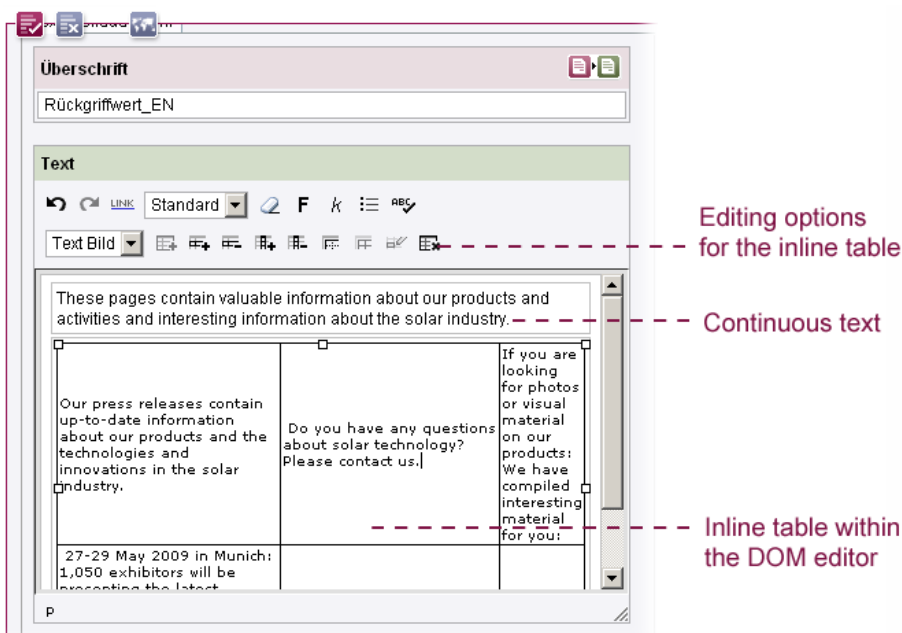 Überschrift
Rückgriffwert_EN
Text
LINK Standard F k ABC
Text Bild
Editing options
for the inline table
These pages contain valuable information about our products and
activities and interesting information about the solar industry.
Continuous text
Our press releases contain
up-to-date information
about our products and the
technologies and
innovations in the solar
industry.
Do you have any questions
about solar technology?
Please contact us.
If you are
looking
for photos
or visual
material
on our
products:
We have
compiled
interesting
material
for you:
Inline table within
the DOM editor
27-29 May 2009 in Munich:
1,050 exhibitors will be
presenting the latest
P